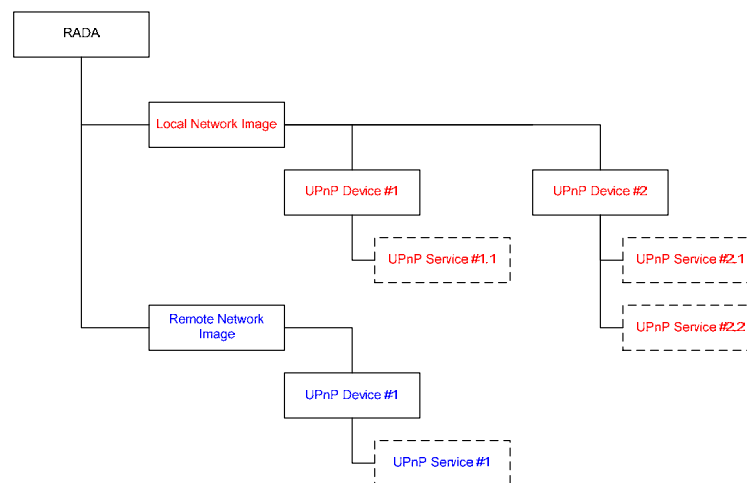 RADA
Local Network Image
UPnP Device #1
UPnP Device #2
UPnP Service #1.1
UPnP Service #2.1
Remote Network
Image
UPnP Service #2.2
UPnP Device #1
UPnP Service #1